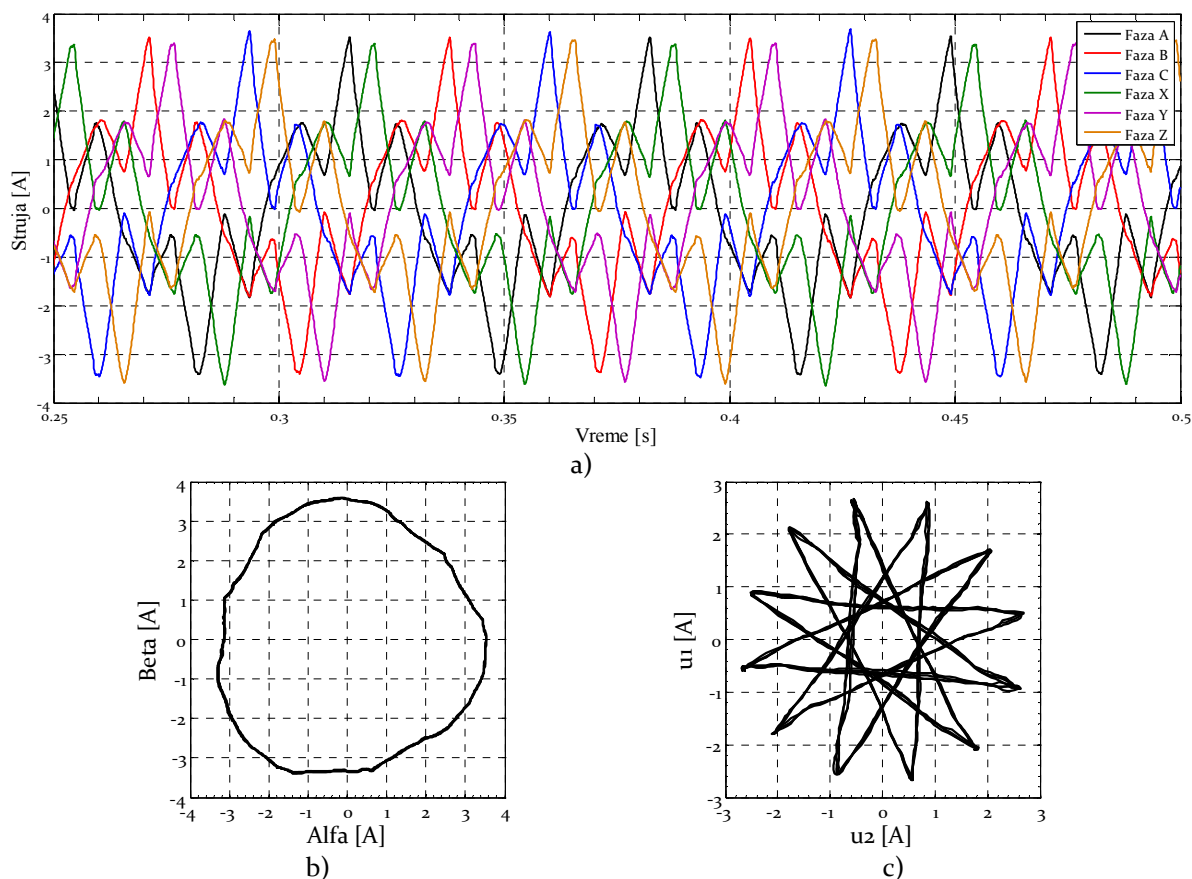 4
3
2
1
0
-1
-2
-3
-4
Struja [A]
Faza A
Faza B
Faza C
Faza X
Faza Y
Faza Z
0.25 0.3 0.35 0.4 0.45 0.5
Vreme [s]
a)
4
3
2
1
0
-1
-2
-3
-4
Beta [A]
-4 -3 -2 -1 0 1 2 3 4
Alfa [A]
b)
3
2
1
0
-1
-2
-3
u1 [A]
-3 -2 -1 0 1 2 3
u2 [A]
c)